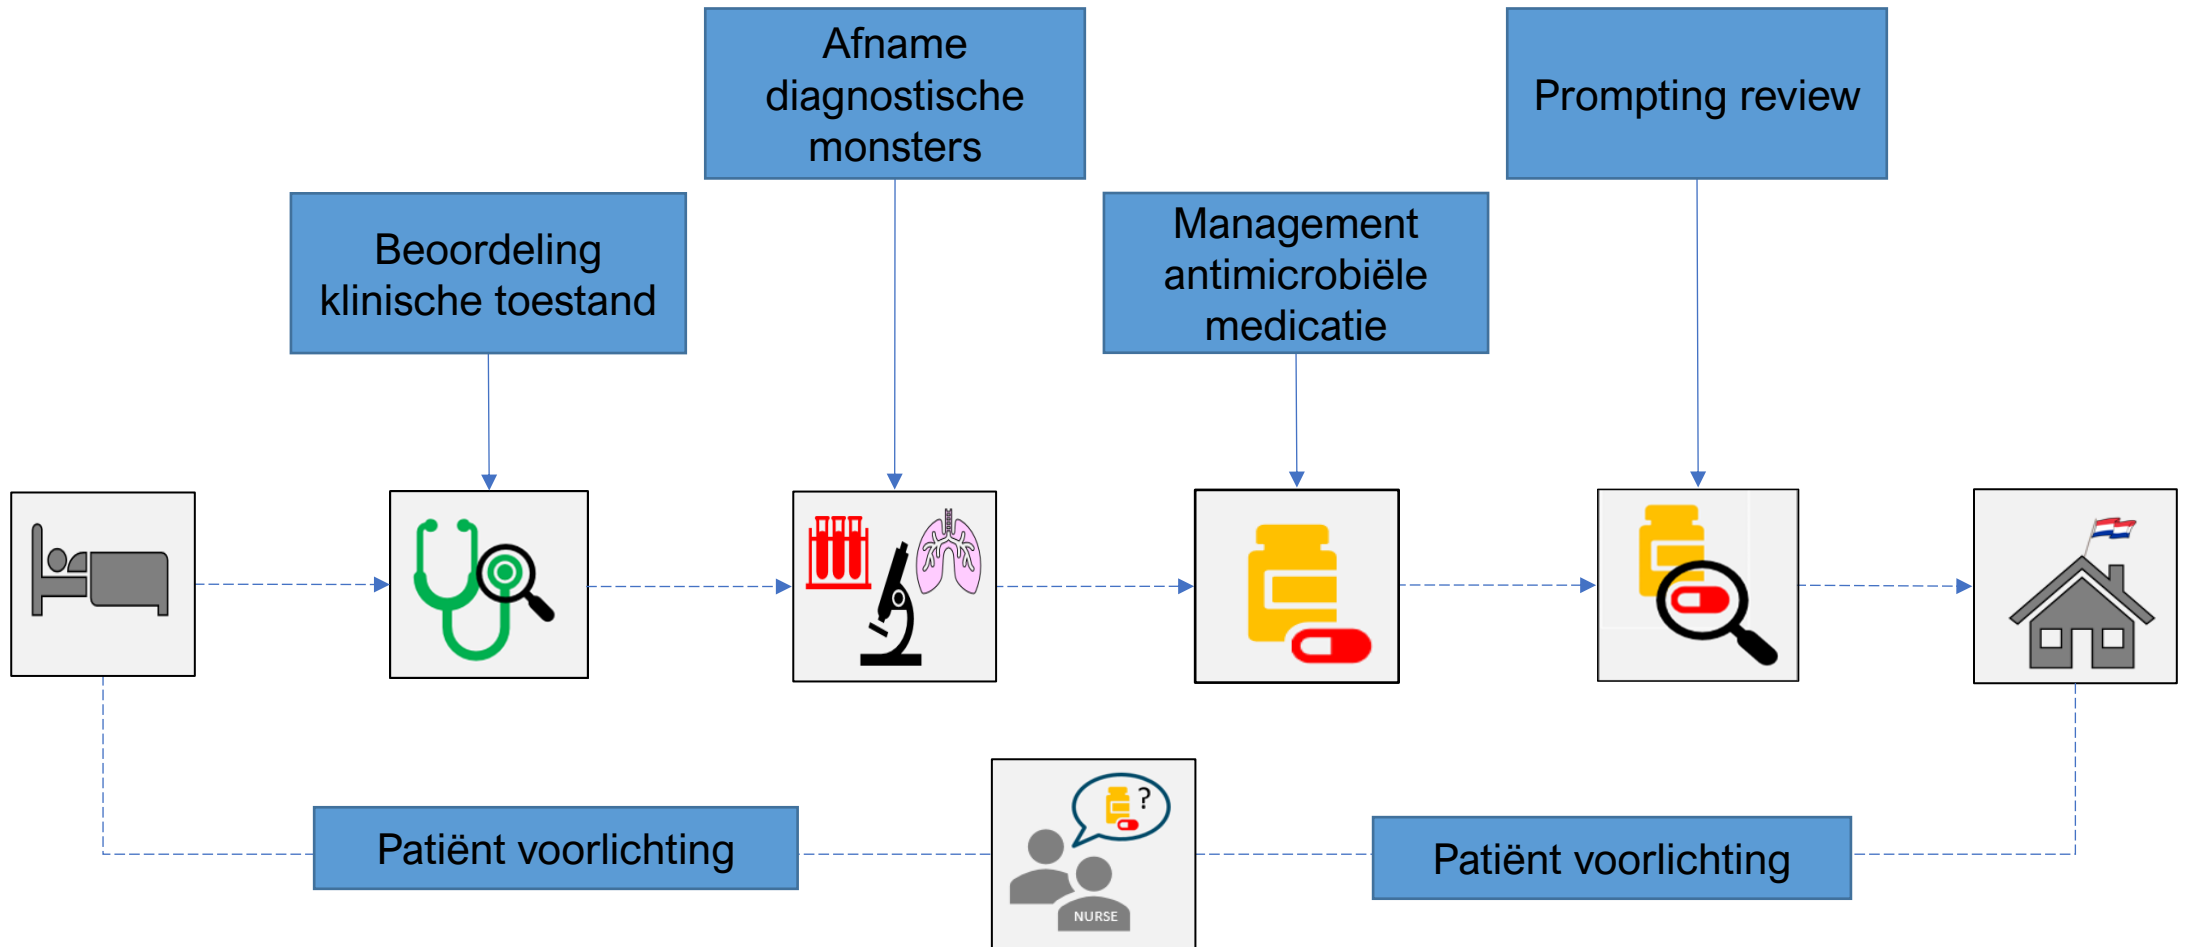 Afname
diagnostische
monsters
Prompting review
Beoordeling
klinische toestand
Management
antimicrobiële
medicatie
?
NURSE
Patiënt voorlichting
Patiënt voorlichting